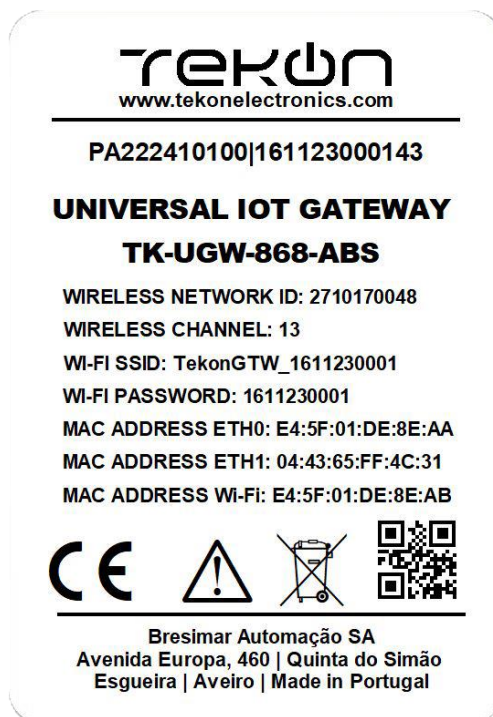 TEKON
www.tekonelectronics.com
PA222410100|161123000143
UNIVERSAL IOT GATEWAY
TK-UGW-868-ABS
WIRELESS NETWORK ID: 2710170048
WIRELESS CHANNEL: 13
WI-FI SSID: TekonGTW_1611230001
WI-FI PASSWORD: 1611230001
MAC ADDRESS ETH0: E4:5F:01:DE:8E:AA
MAC ADDRESS ETH1: 04:43:65:FF:4C:31
MAC ADDRESS Wi-Fi: E4:5F:01:DE:8E:AB
CE
Bresimar Automação SA
Avenida Europa, 460 | Quinta do Simão
Esgueira | Aveiro | Made in Portugal